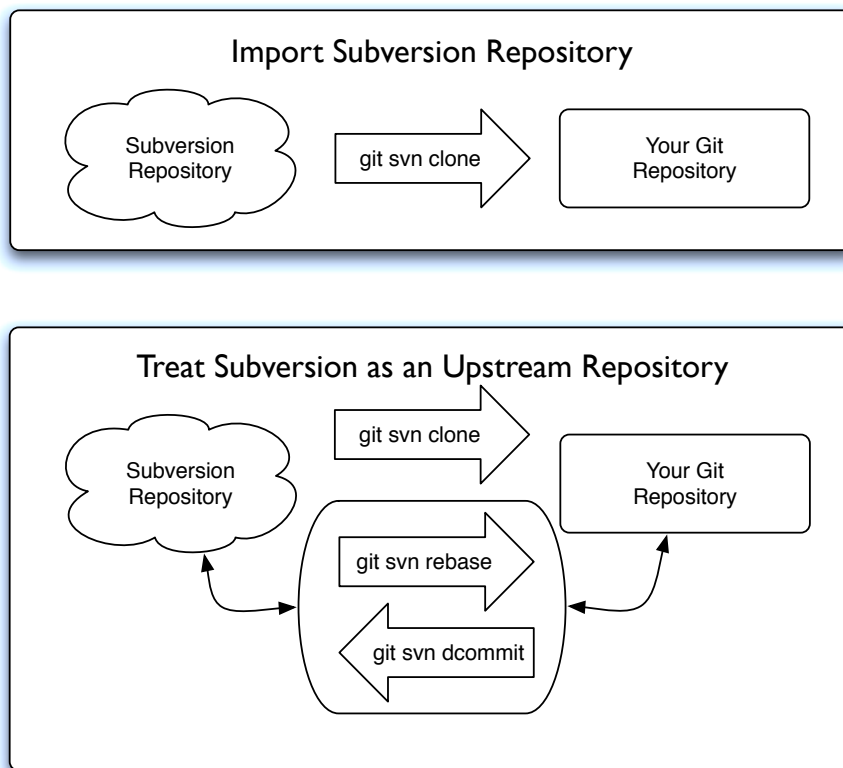 Import Subversion Repository
Subversion
Repository
git svn clone
Your Git
Repository
Treat Subversion as an Upstream Repository
git svn clone
Subversion
Repository
Your Git
Repository
git svn rebase
git svn dcommit